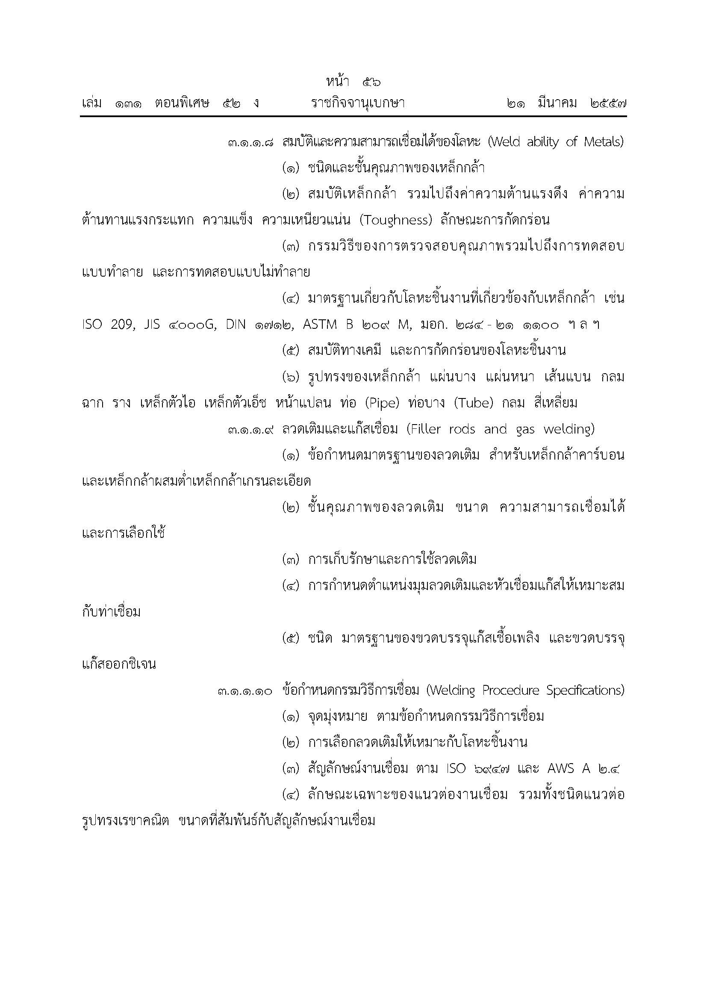 หน้า ๕๖
เล่ม ๑๓๑ ตอนพิเศษ ๕๒ ง ราชกิจจานุเบกษา ๒๑ มีนาคม ๒๕๕๗
๓.๑.๑.๘ สมบัติและความสามารถเชื่อมได้ของโลหะ (Weld ability of Metals)
(๑) ชนิดและชั้นคุณภาพของเหล็กกล้า
(๒) สมบัติเหล็กกล้า รวมไปถึงค่าความต้านแรงดึง ค่าความ
ต้านทานแรงกระแทก ความแข็ง ความเหนียวแน่น (Toughness) ลักษณะการกัดกร่อน
(๓) กรรมวิธีของการตรวจสอบคุณภาพรวมไปถึงการทดสอบ
แบบทำลาย และการทดสอบแบบไม่ทำลาย
(๔) มาตรฐานเกี่ยวกับโลหะชิ้นงานที่เกี่ยวข้องกับเหล็กกล้า เช่น
ISO 209, JIS ๔๐๐๐G, DIN ๑๗๑๒, ASTM B ๒๐๙ M, มอก. ๒๘๔ - ๒๑ ๑๑๐๐ ฯ ล ฯ
(๕) สมบัติทางเคมี และการกัดกร่อนของโลหะชิ้นงาน
(๖) รูปทรงของเหล็กกล้า แผ่นบาง แผ่นหนา เส้นแบน กลม
ฉาก ราง เหล็กตัวไอ เหล็กตัวเอ็ช หน้าแปลน ท่อ (Pipe) ท่อบาง (Tube) กลม สี่เหลี่ยม
๓.๑.๑.๙ ลวดเติมและแก๊สเชื่อม (Filler rods and gas welding)
(๑) ข้อกำหนดมาตรฐานของลวดเติม สำหรับเหล็กกล้าคาร์บอน
และเหล็กกล้าผสมต่ำเหล็กกล้าเกรนละเอียด
(๒) ชั้นคุณภาพของลวดเติม ขนาด ความสามารถเชื่อมได้
และการเลือกใช้
(๓) การเก็บรักษาและการใช้ลวดเติม
(๔) การกำหนดตำแหน่งมุมลวดเติมและหัวเชื่อมแก๊สให้เหมาะสม
กับท่าเชื่อม
(๕) ชนิด มาตรฐานของขวดบรรจุแก๊สเชื้อเพลิง และขวดบรรจุ
แก๊สออกซิเจน
๓.๑.๑.๑๐ ข้อกำหนดกรรมวิธีการเชื่อม (Welding Procedure Specifications)
(๑) จุดมุ่งหมาย ตามข้อกำหนดกรรมวิธีการเชื่อม
(๒) การเลือกลวดเติมให้เหมาะกับโลหะชิ้นงาน
(๓) สัญลักษณ์งานเชื่อม ตาม ISO ๖๙๔๗ และ AWS A ๒.๔
(๔) ลักษณะเฉพาะของแนวต่องานเชื่อม รวมทั้งชนิดแนวต่อ
รูปทรงเรขาคณิต ขนาดที่สัมพันธ์กับสัญลักษณ์งานเชื่อม